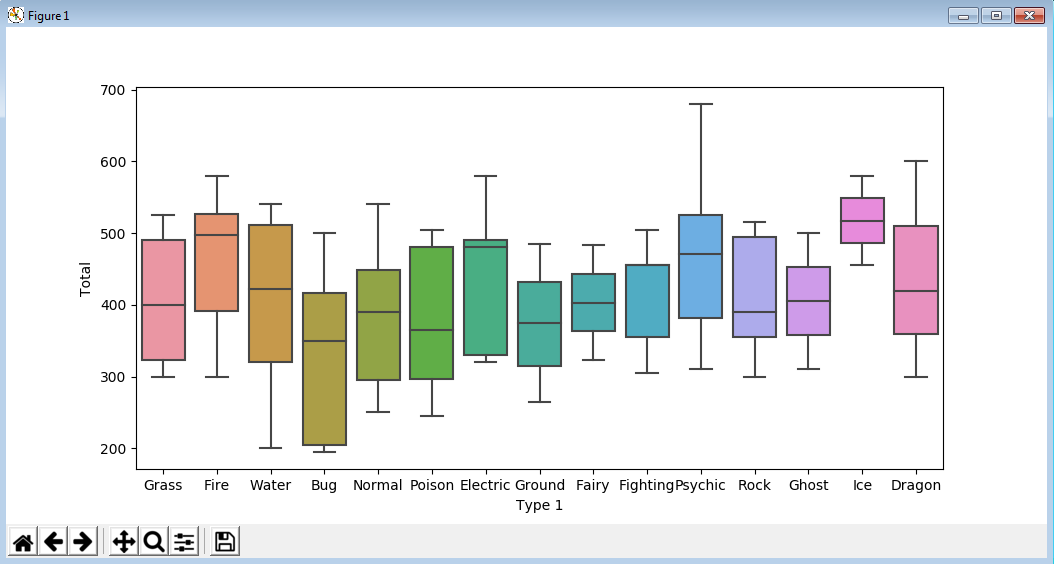 Figure 1
700
600
500
400
300
200
Total
Grass Fire Water Bug Normal Poison Electric Ground Fairy Fighting Psychic Rock Ghost Ice Dragon
Type 1